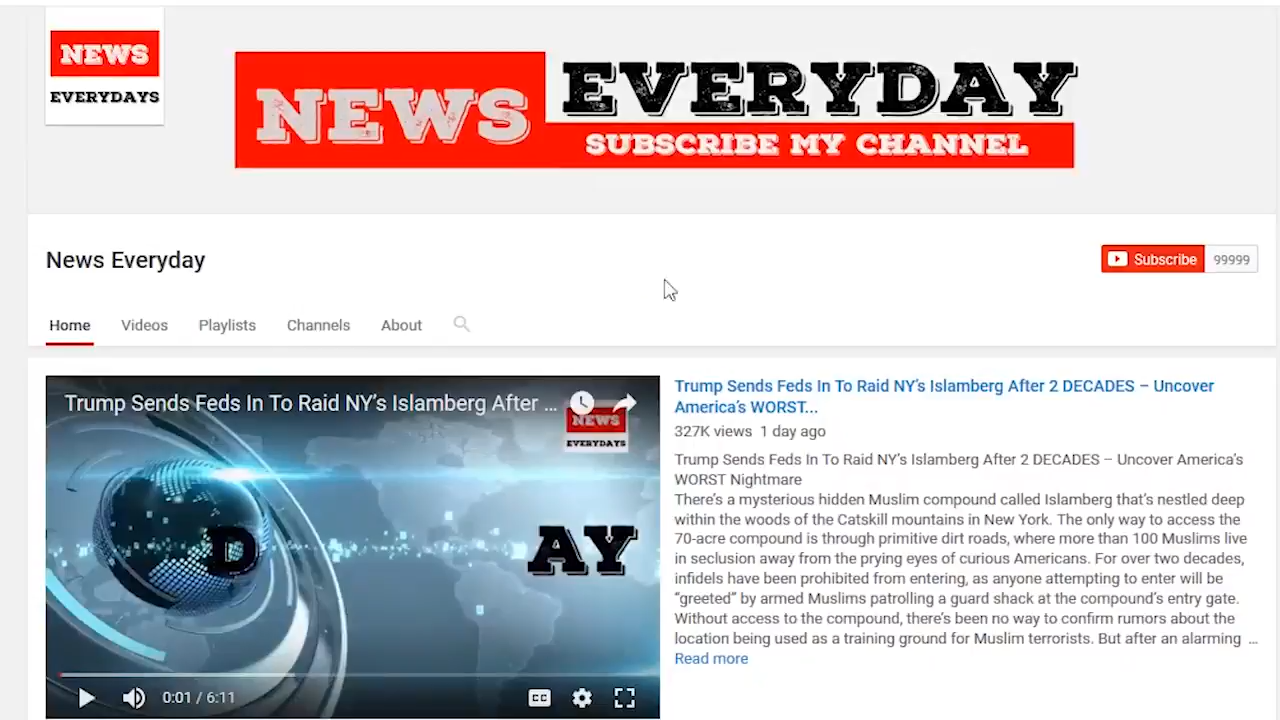 NEWS
EVERYDAYS
NEWS
EVERYDAY
SUBSCRIBE MY CHANNEL
News Everyday
Subscribe 99999
Home Videos Playlists Channels About
Trump Sends Feds In To Raid NY's Islamberg After ...
NEWS
EVERYDAYS
D AY
0:01 / 6:11
CC
Trump Sends Feds In To Raid NY's Islamberg After 2 DECADES – Uncover
America's WORST...
327K views 1 day ago
Trump Sends Feds In To Raid NY's Islamberg After 2 DECADES – Uncover America's
WORST Nightmare
There's a mysterious hidden Muslim compound called Islamberg that's nestled deep
within the woods of the Catskill mountains in New York. The only way to access the
70-acre compound is through primitive dirt roads, where more than 100 Muslims live
in seclusion away from the prying eyes of curious Americans. For over two decades,
infidels have been prohibited from entering, as anyone attempting to enter will be
“greeted” by armed Muslims patrolling a guard shack at the compound's entry gate.
Without access to the compound, there's been no way to confirm rumors about the
location being used as a training ground for Muslim terrorists. But after an alarming ...
Read more